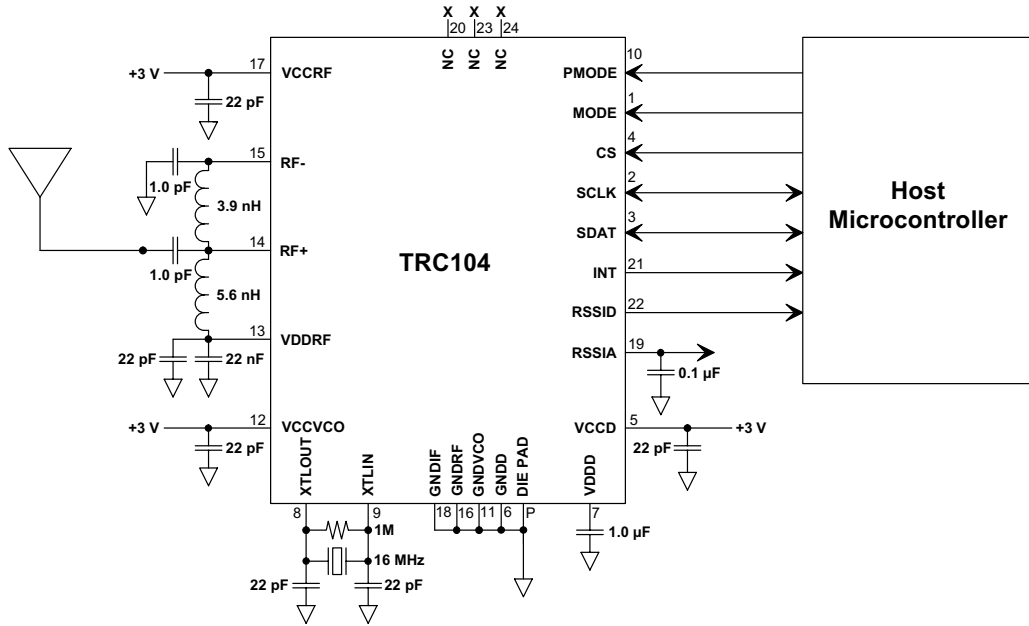 X X X
20 23 24
NC NC NC
+3 V
17
VCCRF
22 pF
15
RF-
1.0 pF
3.9 nH
14
RF+
1.0 pF
5.6 nH
13
VDDRF
22 pF
22 nF
+3 V
12
VCCVCO
22 pF
TRC104
10
PMODE
1
MODE
4
CS
2
SCLK
3
SDAT
21
INT
22
RSSID
19
RSSIA
0.1 µF
5
VCCD
+3 V
22 pF
Host
Microcontroller
XTLOUT
XTLIN
GNDIF
GNDRF
GNDVCO
GNDD
DIE PAD
VDDD
8
9
18
16
11
6
P
7
1M
16 MHz
22 pF
22 pF
1.0 µF